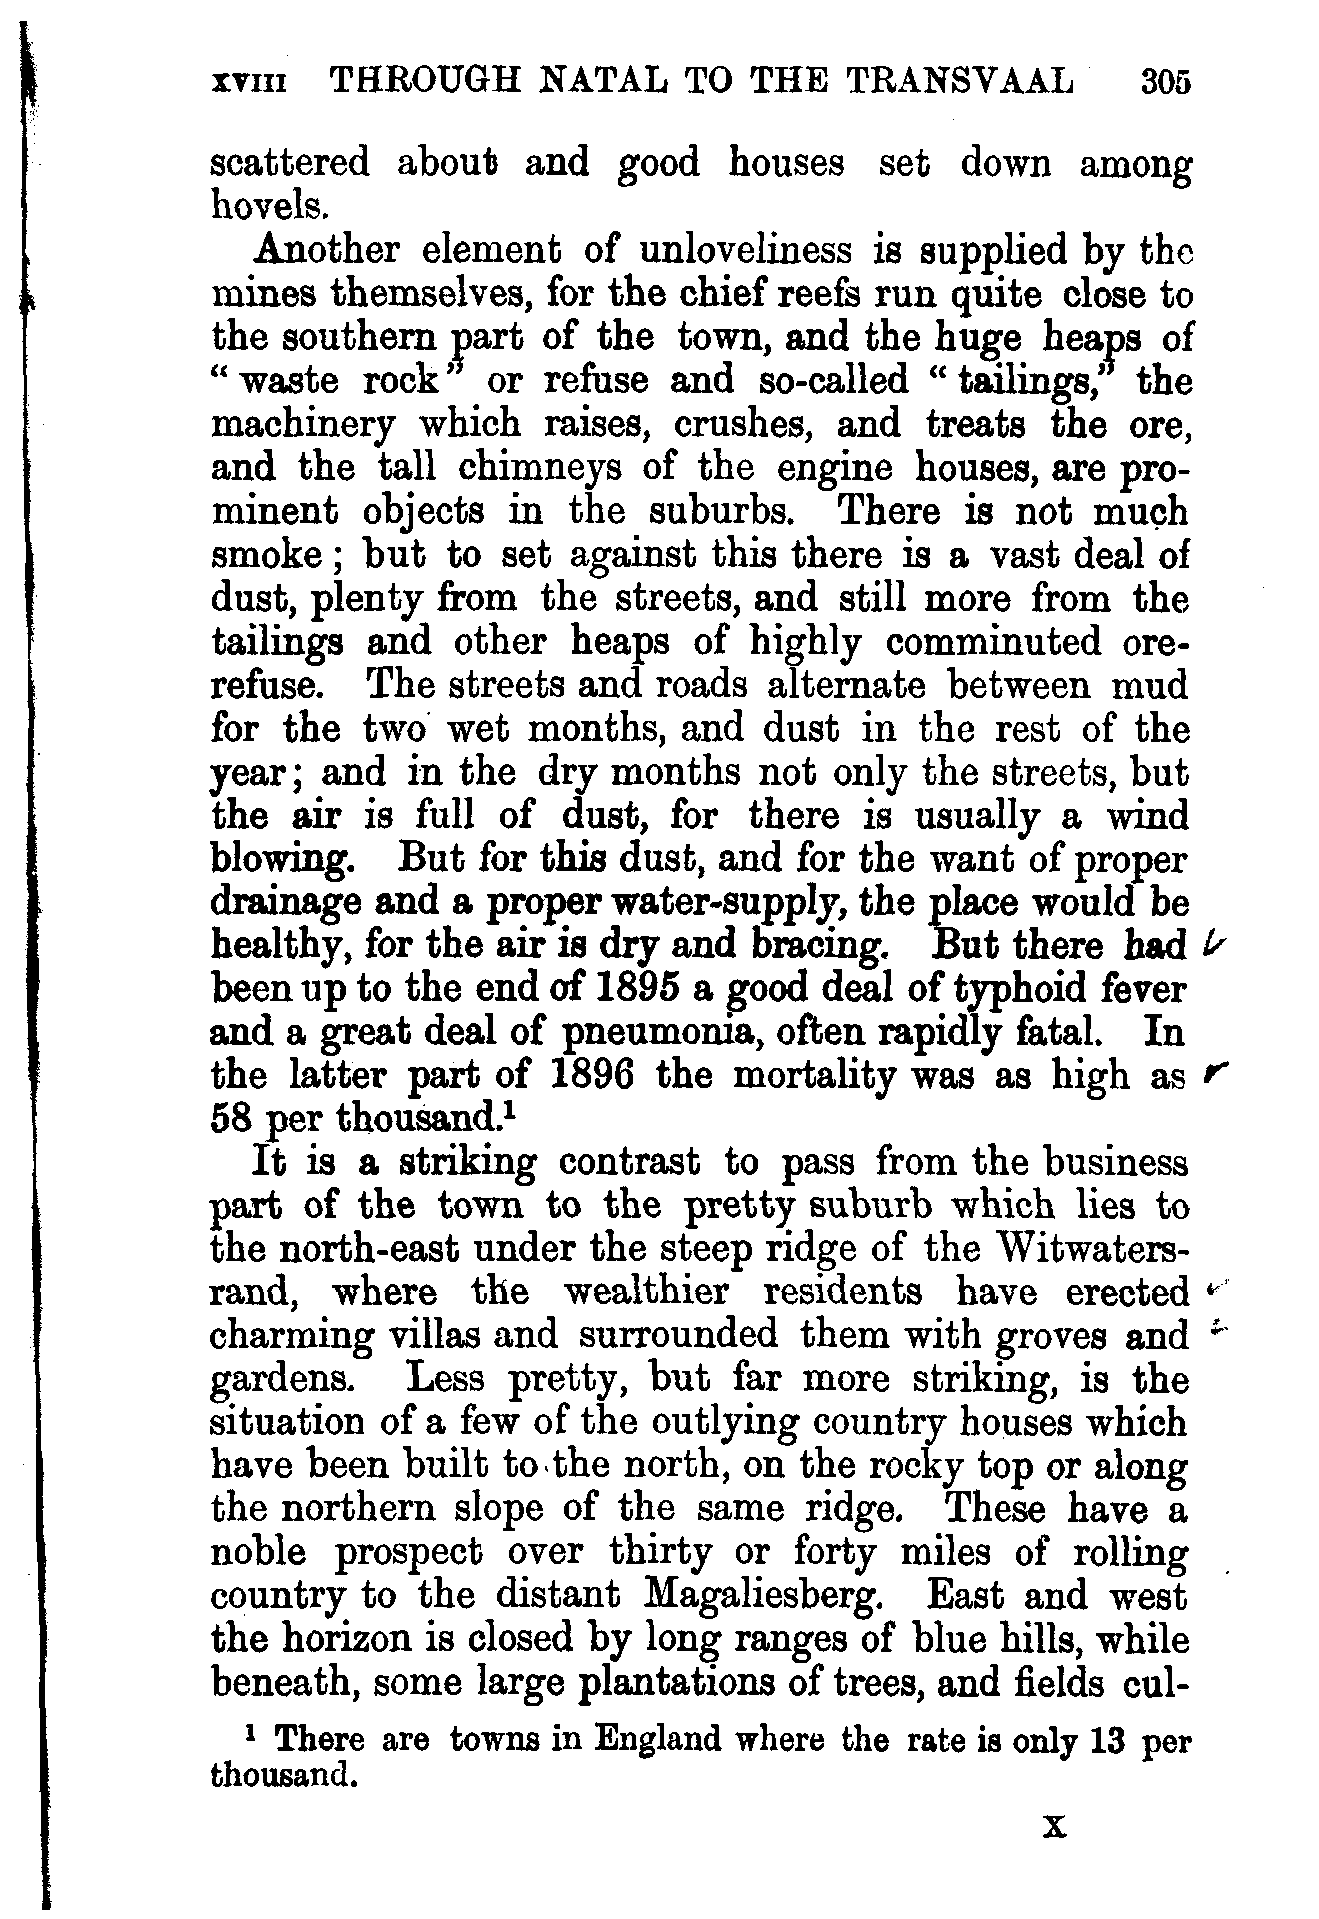 XVIII THROUGH NATAL TO THE TRANSVAAL 305
scattered about and good houses set down among
hovels.
Another element of unloveliness is supplied by the
mines themselves, for the chief reefs run quite close to
the southern part of the town, and the huge heaps of
“ waste rock ” or refuse and so-called “ tailings,” the
machinery which raises, crushes, and treats the ore,
and the tall chimneys of the engine houses, are pro-
minent objects in the suburbs. There is not much
smoke ; but to set against this there is a vast deal of
dust, plenty from the streets, and still more from the
tailings and other heaps of highly comminuted ore-
refuse. The streets and roads alternate between mud
for the two wet months, and dust in the rest of the
year; and in the dry months not only the streets, but
the air is full of dust, for there is usually a wind
blowing. But for this dust, and for the want of proper
drainage and a proper water-supply, the place would be
healthy, for the air is dry and bracing. But there had
been up to the end of 1895 a good deal of typhoid fever
and a great deal of pneumonia, often rapidly fatal. In
the latter part of 1896 the mortality was as high as
58 per thousand.¹
It is a striking contrast to pass from the business
part of the town to the pretty suburb which lies to
the north-east under the steep ridge of the Witwaters-
rand, where the wealthier residents have erected
charming villas and surrounded them with groves and
gardens. Less pretty, but far more striking, is the
situation of a few of the outlying country houses which
have been built to the north, on the rocky top or along
the northern slope of the same ridge. These have a
noble prospect over thirty or forty miles of rolling
country to the distant Magaliesberg. East and west
the horizon is closed by long ranges of blue hills, while
beneath, some large plantations of trees, and fields cul-
¹ There are towns in England where the rate is only 13 per
thousand.
X